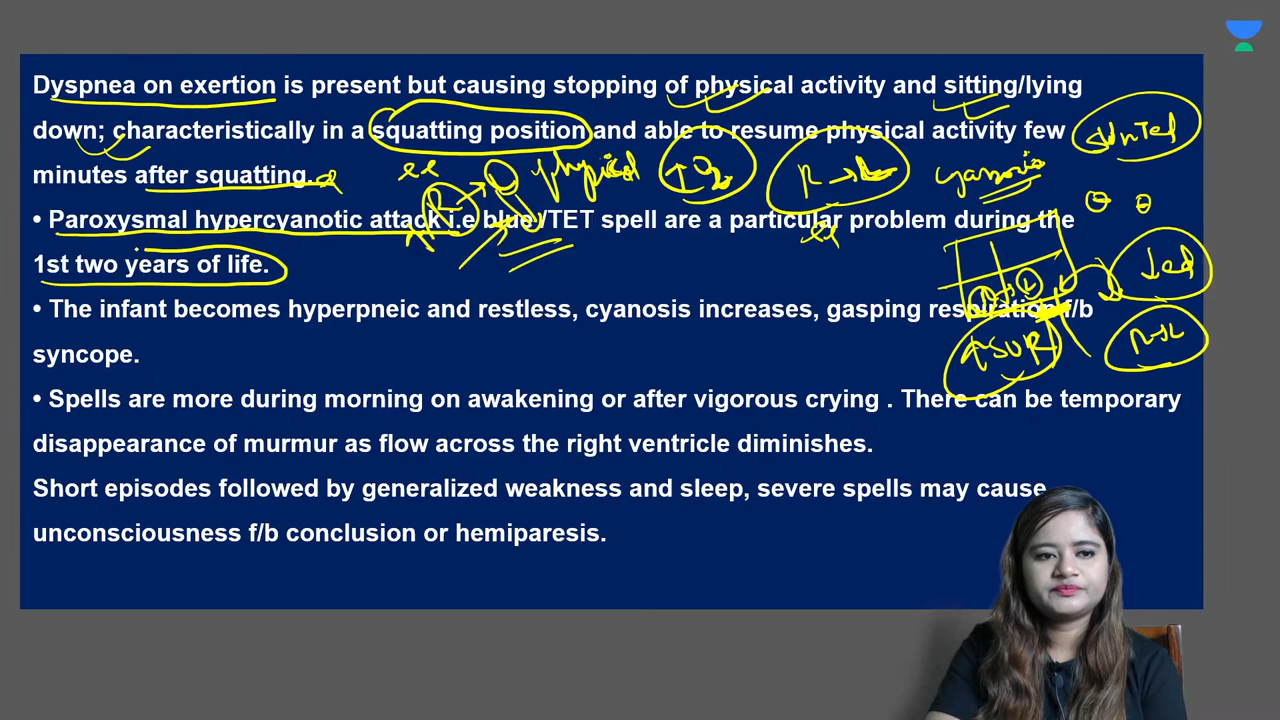 Dyspnea on exertion is present but causing stopping of physical activity and sitting/lying
down; characteristically in a squatting position and able to resume physical activity few
minutes after squatting.
• Paroxysmal hypercyanotic attack i.e blue /TET spell are a particular problem during the
1st two years of life.
• The infant becomes hyperpneic and restless, cyanosis increases, gasping respiration f/b
syncope.
• Spells are more during morning on awakening or after vigorous crying . There can be temporary
disappearance of murmur as flow across the right ventricle diminishes.
Short episodes followed by generalized weakness and sleep, severe spells may cause
unconsciousness f/b conclusion or hemiparesis.
physical
↑O₂
R → L
cyanosis
↓ed
↑SVR
R→L